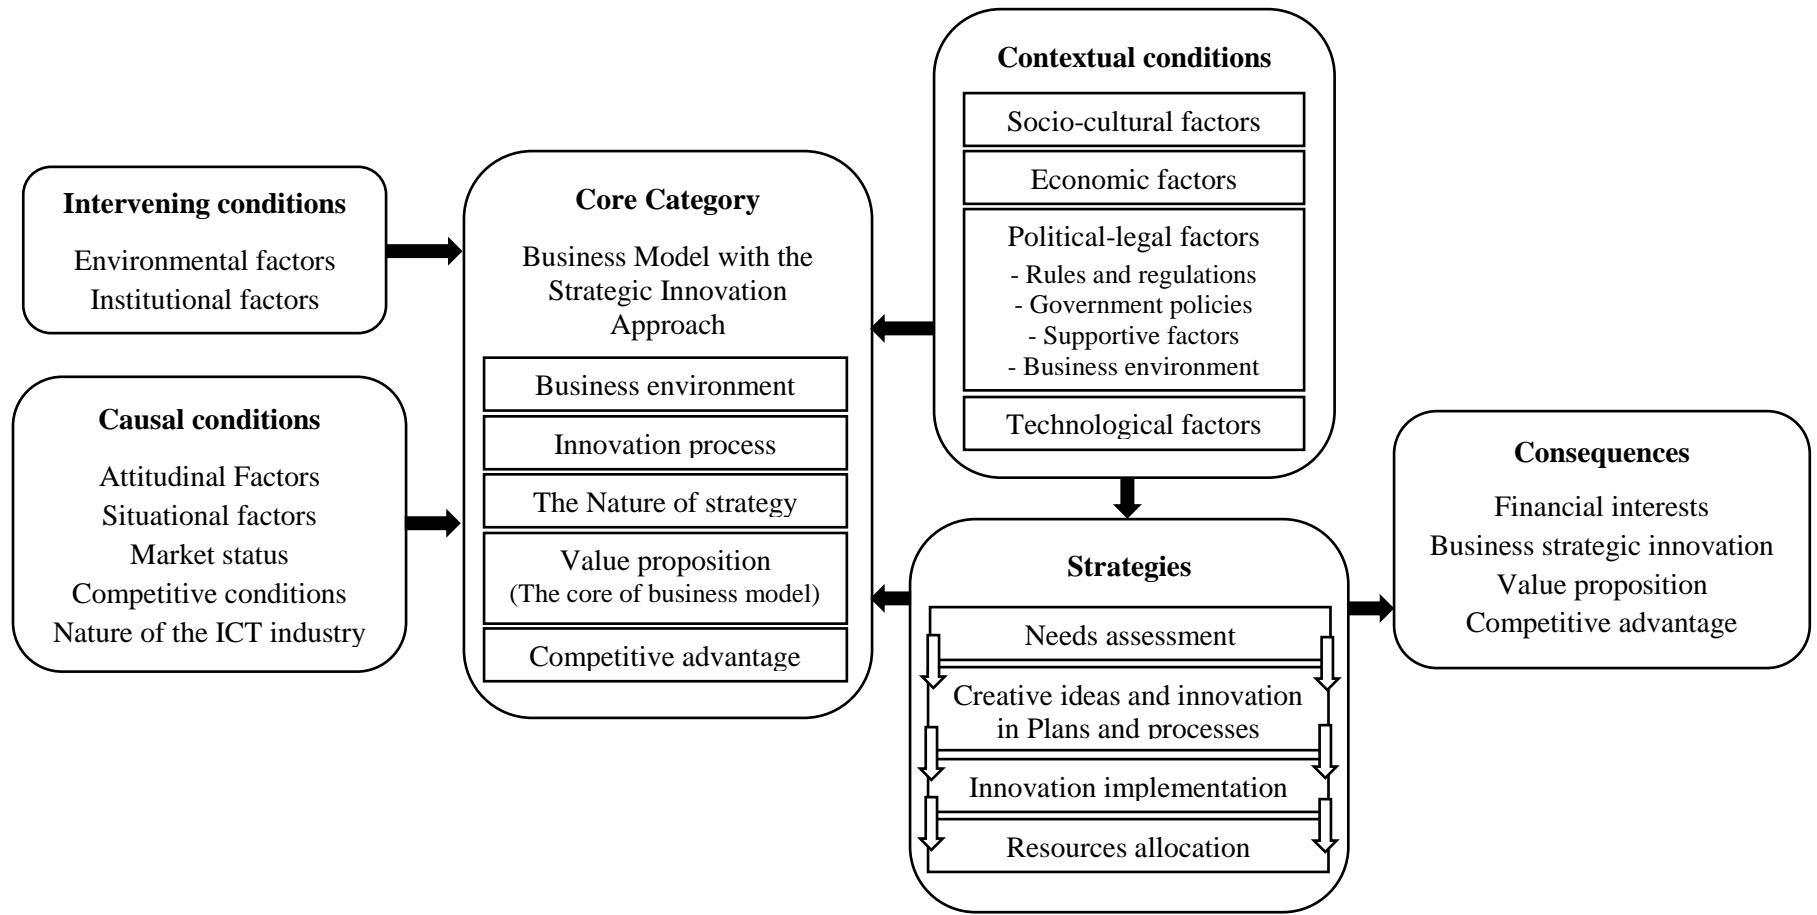 Intervening conditions
Environmental factors
Institutional factors
Causal conditions
Attitudinal Factors
Situational factors
Market status
Competitive conditions
Nature of the ICT industry
Core Category
Business Model with the
Strategic Innovation
Approach
Business environment
Innovation process
The Nature of strategy
Value proposition
(The core of business model)
Competitive advantage
Contextual conditions
Socio-cultural factors
Economic factors
Political-legal factors
- Rules and regulations
- Government policies
- Supportive factors
- Business environment
Technological factors
Strategies
Needs assessment
Creative ideas and innovation
in Plans and processes
Innovation implementation
Resources allocation
Consequences
Financial interests
Business strategic innovation
Value proposition
Competitive advantage